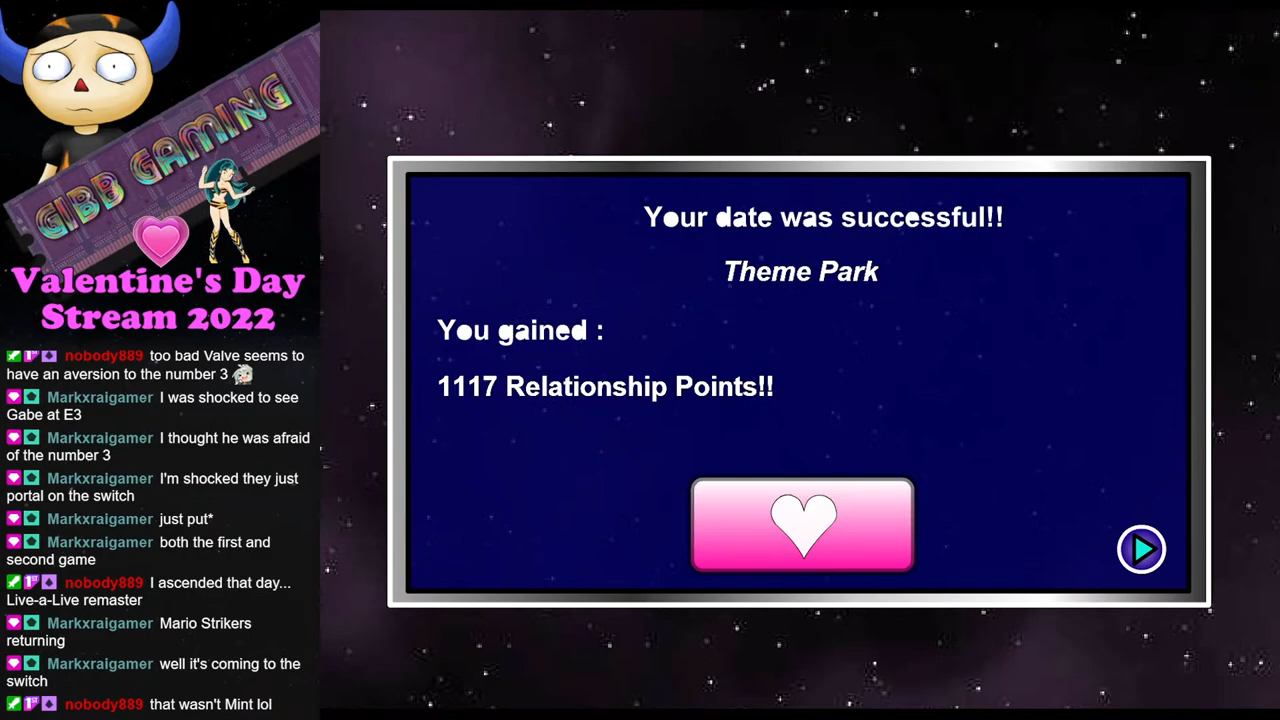 GIBB GAMING
Valentine's Day
Stream 2022
nobody889 too bad Valve seems to
have an aversion to the number 3
Markxraigamer I was shocked to see
Gabe at E3
Markxraigamer I thought he was afraid
of the number 3
Markxraigamer I'm shocked they just
portal on the switch
Markxraigamer just put*
Markxraigamer both the first and
second game
nobody889 I ascended that day...
Live-a-Live remaster
Markxraigamer Mario Strikers
returning
Markxraigamer well it's coming to the
switch
nobody889 that wasn't Mint lol
Your date was successful!!
Theme Park
You gained :
1117 Relationship Points!!